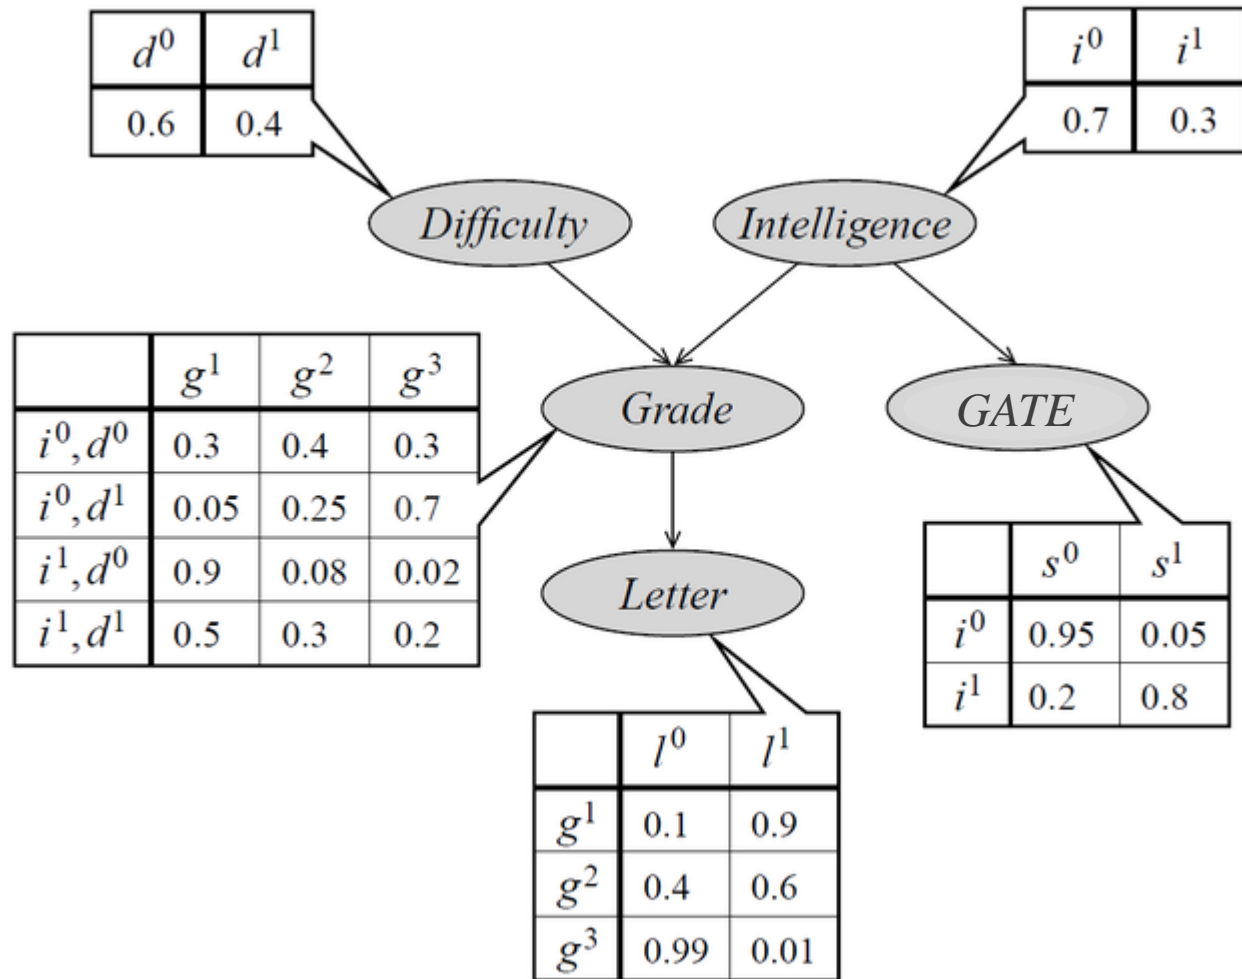 d⁰ d¹
0.6 0.4
i⁰ i¹
0.7 0.3
Difficulty
Intelligence
g¹ g² g³
i⁰,d⁰ 0.3 0.4 0.3
i⁰,d¹ 0.05 0.25 0.7
i¹,d⁰ 0.9 0.08 0.02
i¹,d¹ 0.5 0.3 0.2
Grade
GATE
s⁰ s¹
i⁰ 0.95 0.05
i¹ 0.2 0.8
Letter
l⁰ l¹
g¹ 0.1 0.9
g² 0.4 0.6
g³ 0.99 0.01